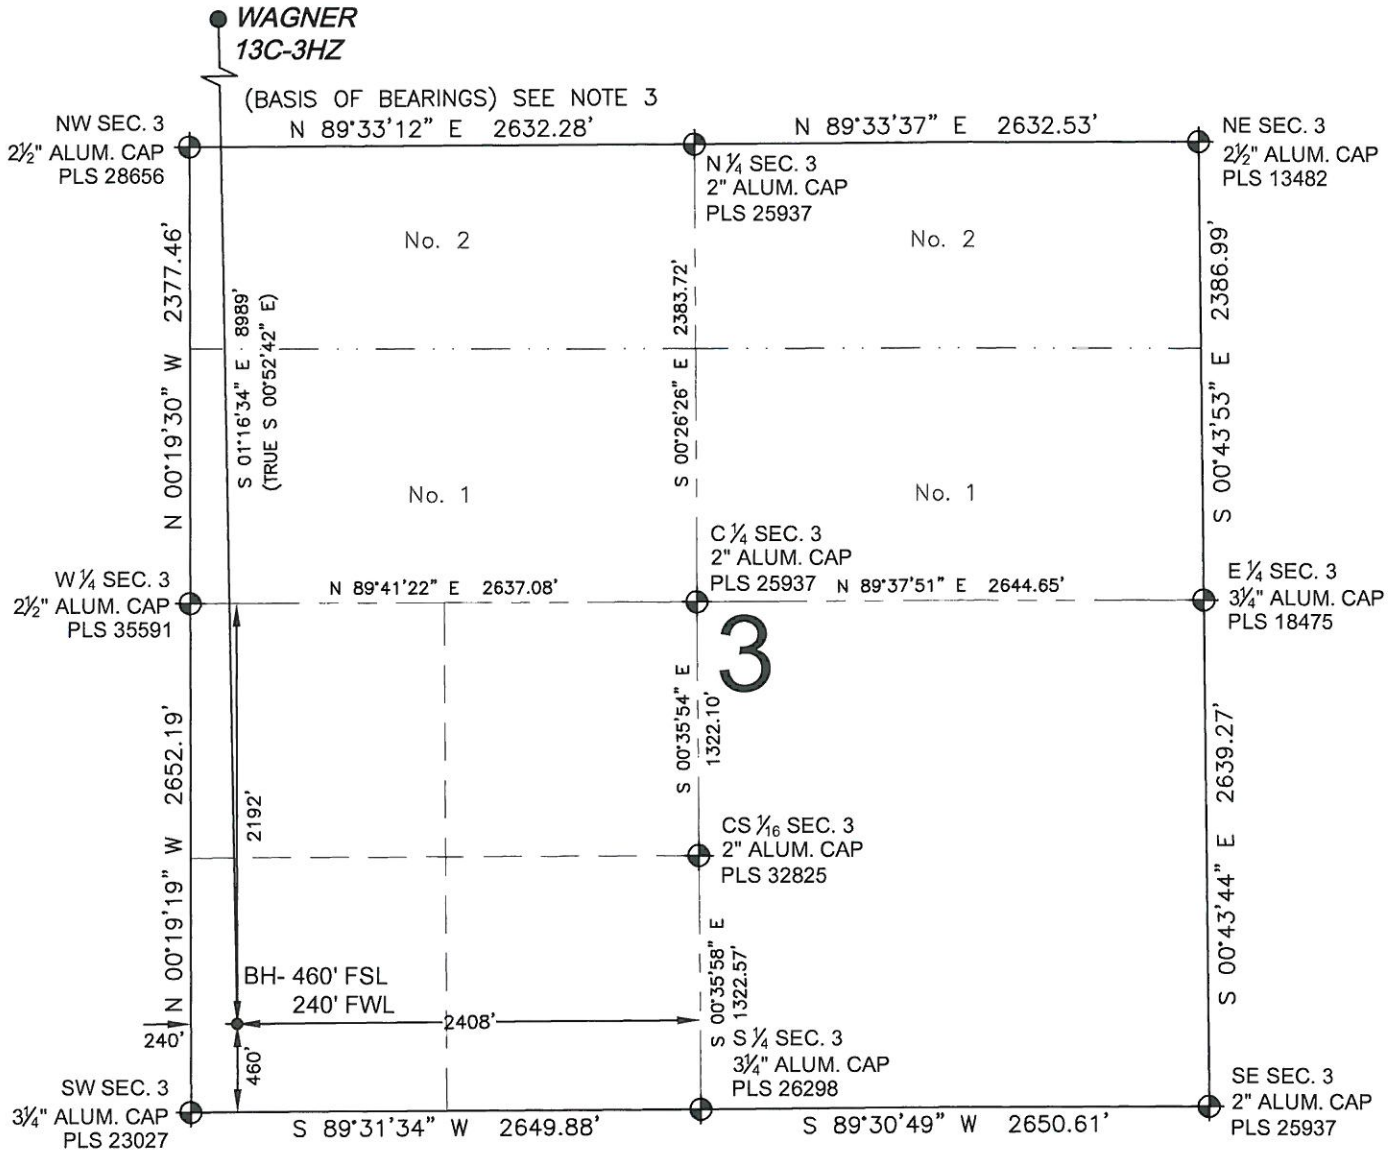 WAGNER
13C-3HZ
(BASIS OF BEARINGS) SEE NOTE 3
N 89°33'12" E 2632.28'
N 89°33'37" E 2632.53'
NW SEC. 3
2½" ALUM. CAP
PLS 28656
N ¼ SEC. 3
2" ALUM. CAP
PLS 25937
NE SEC. 3
2½" ALUM. CAP
PLS 13482
No. 2
No. 2
N 00°19'30" W 2377.46'
S 01°16'34" E 8989'
(TRUE S 00°52'42" E)
S 00°26'26" E 2383.72'
S 00°43'53" E 2386.99'
No. 1
No. 1
C ¼ SEC. 3
2" ALUM. CAP
PLS 25937
W ¼ SEC. 3
2½" ALUM. CAP
PLS 35591
N 89°41'22" E 2637.08'
N 89°37'51" E 2644.65'
E ¼ SEC. 3
3¼" ALUM. CAP
PLS 18475
3
N 00°19'19" W 2652.19'
2192'
S 00°35'54" E
1322.10'
S 00°43'44" E 2639.27'
CS 1⁄16 SEC. 3
2" ALUM. CAP
PLS 32825
BH- 460' FSL
240' FWL
240'
2408'
460'
S 00°35'58" E
1322.57'
S ¼ SEC. 3
3¼" ALUM. CAP
PLS 26298
SW SEC. 3
3¼" ALUM. CAP
PLS 23027
S 89°31'34" W 2649.88'
S 89°30'49" W 2650.61'
SE SEC. 3
2" ALUM. CAP
PLS 25937